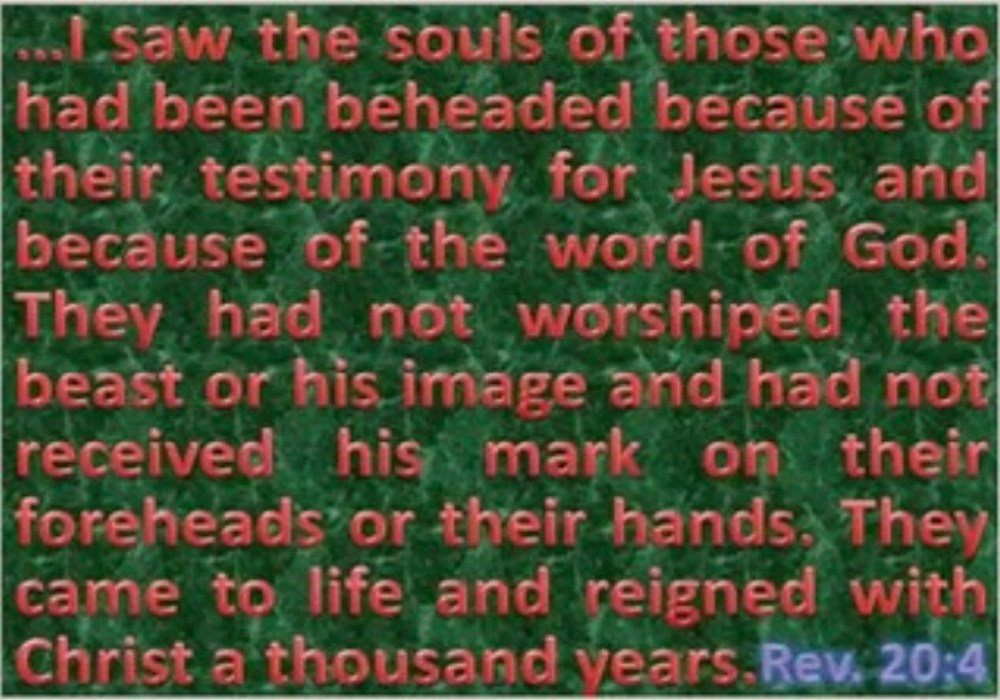 ...I saw the souls of those who
had been beheaded because of
their testimony for Jesus and
because of the word of God.
They had not worshiped the
beast or his image and had not
received his mark on their
foreheads or their hands. They
came to life and reigned with
Christ a thousand years. Rev. 20:4